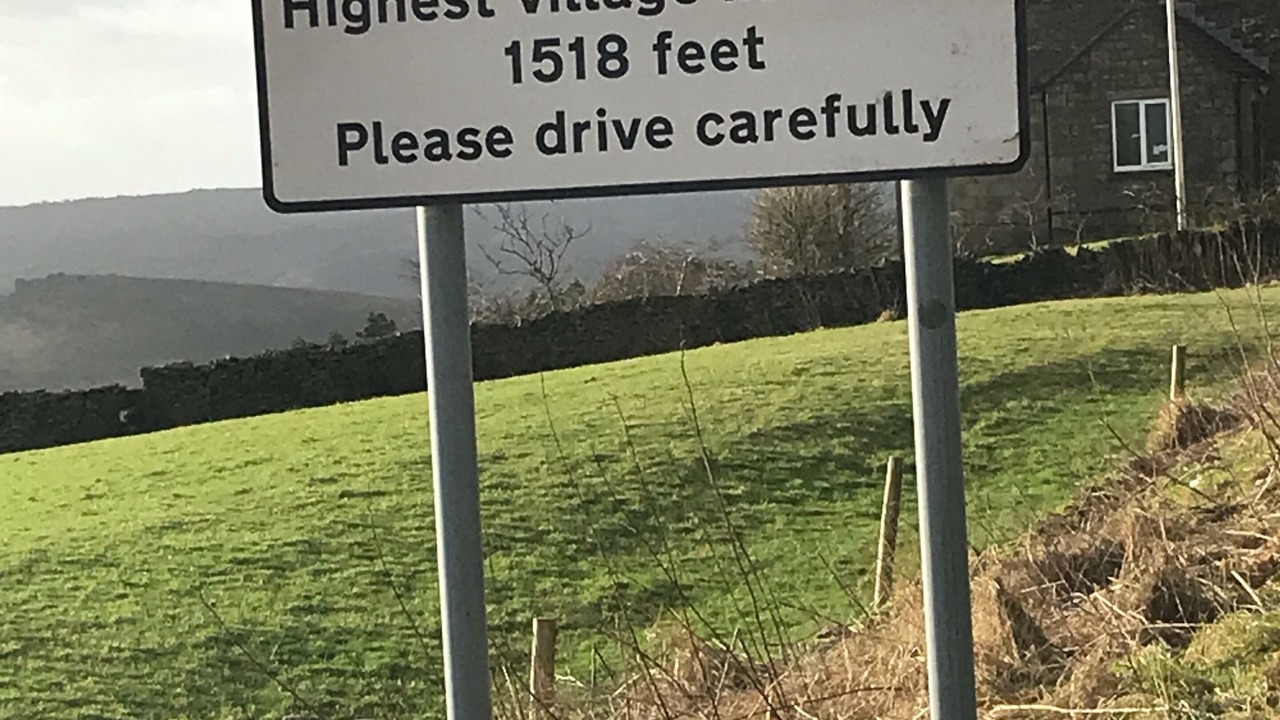 Highest village
1518 feet
Please drive carefully